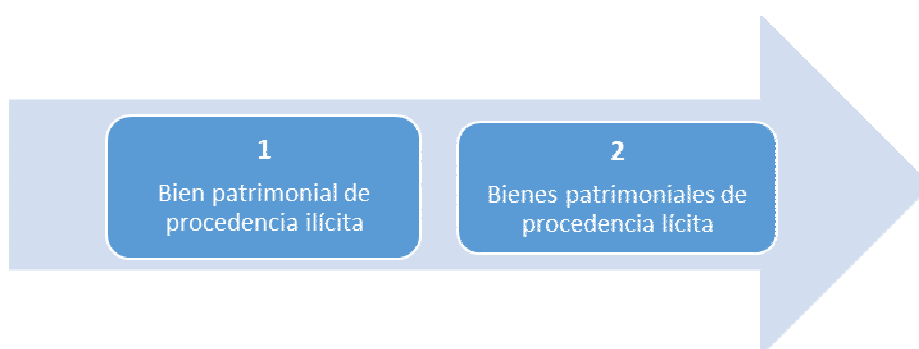 1
Bien patrimonial de
procedencia ilícita
2
Bienes patrimoniales de
procedencia lícita